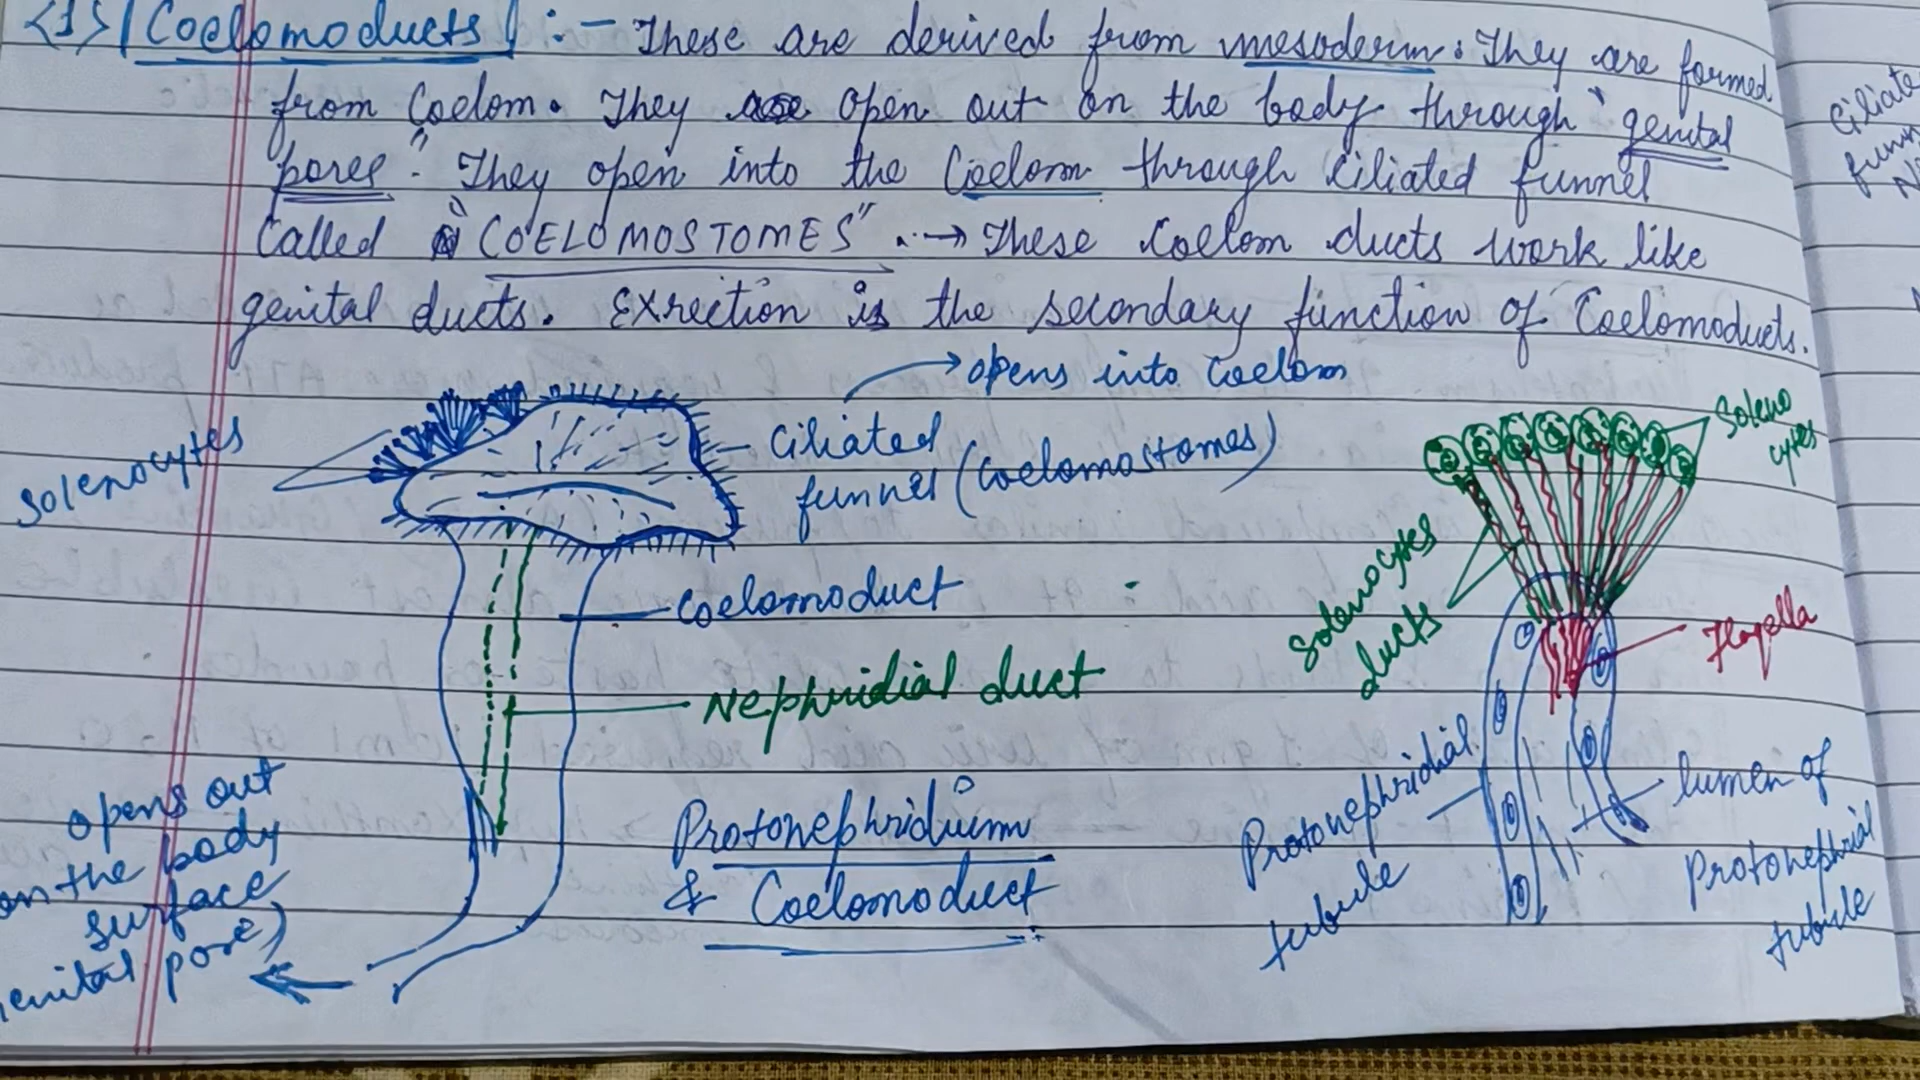 <1> Coelomoducts :- These are derived from mesoderm. They are formed
from Coelom. They open out on the body through "genital
pores". They open into the Coelom through Ciliated funnel
Called "COELOMOSTOMES". → These Coelom ducts work like
genital ducts. Exrection is the secondary function of Coelomoducts.
opens into Coelom
Solenocytes
Ciliated
funnel (Coelomostomes)
Coelomoduct
Nephridial duct
opens out
on the body
surface
pore)
Protonephridium
& Coelomoduct
Soleno
cytes
Solenocytes
ducts
Flagella
Protonephridial
tubule
lumen of
Protonephrial
tubule
Ciliate